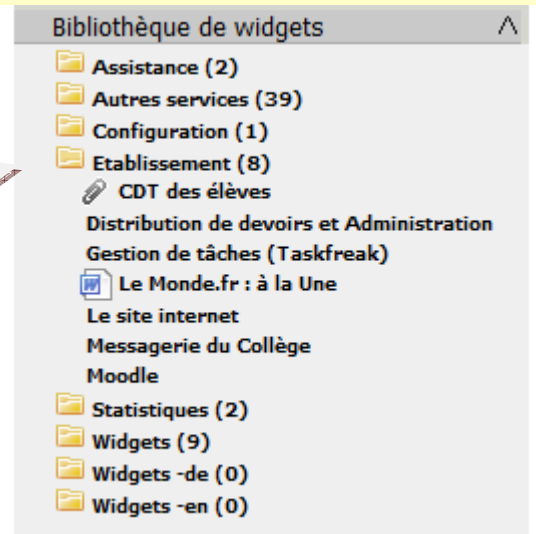 Bibliothèque de widgets
Assistance (2)
Autres services (39)
Configuration (1)
Etablissement (8)
CDT des élèves
Distribution de devoirs et Administration
Gestion de tâches (Taskfreak)
Le Monde.fr : à la Une
Le site internet
Messagerie du Collège
Moodle
Statistiques (2)
Widgets (9)
Widgets -de (0)
Widgets -en (0)